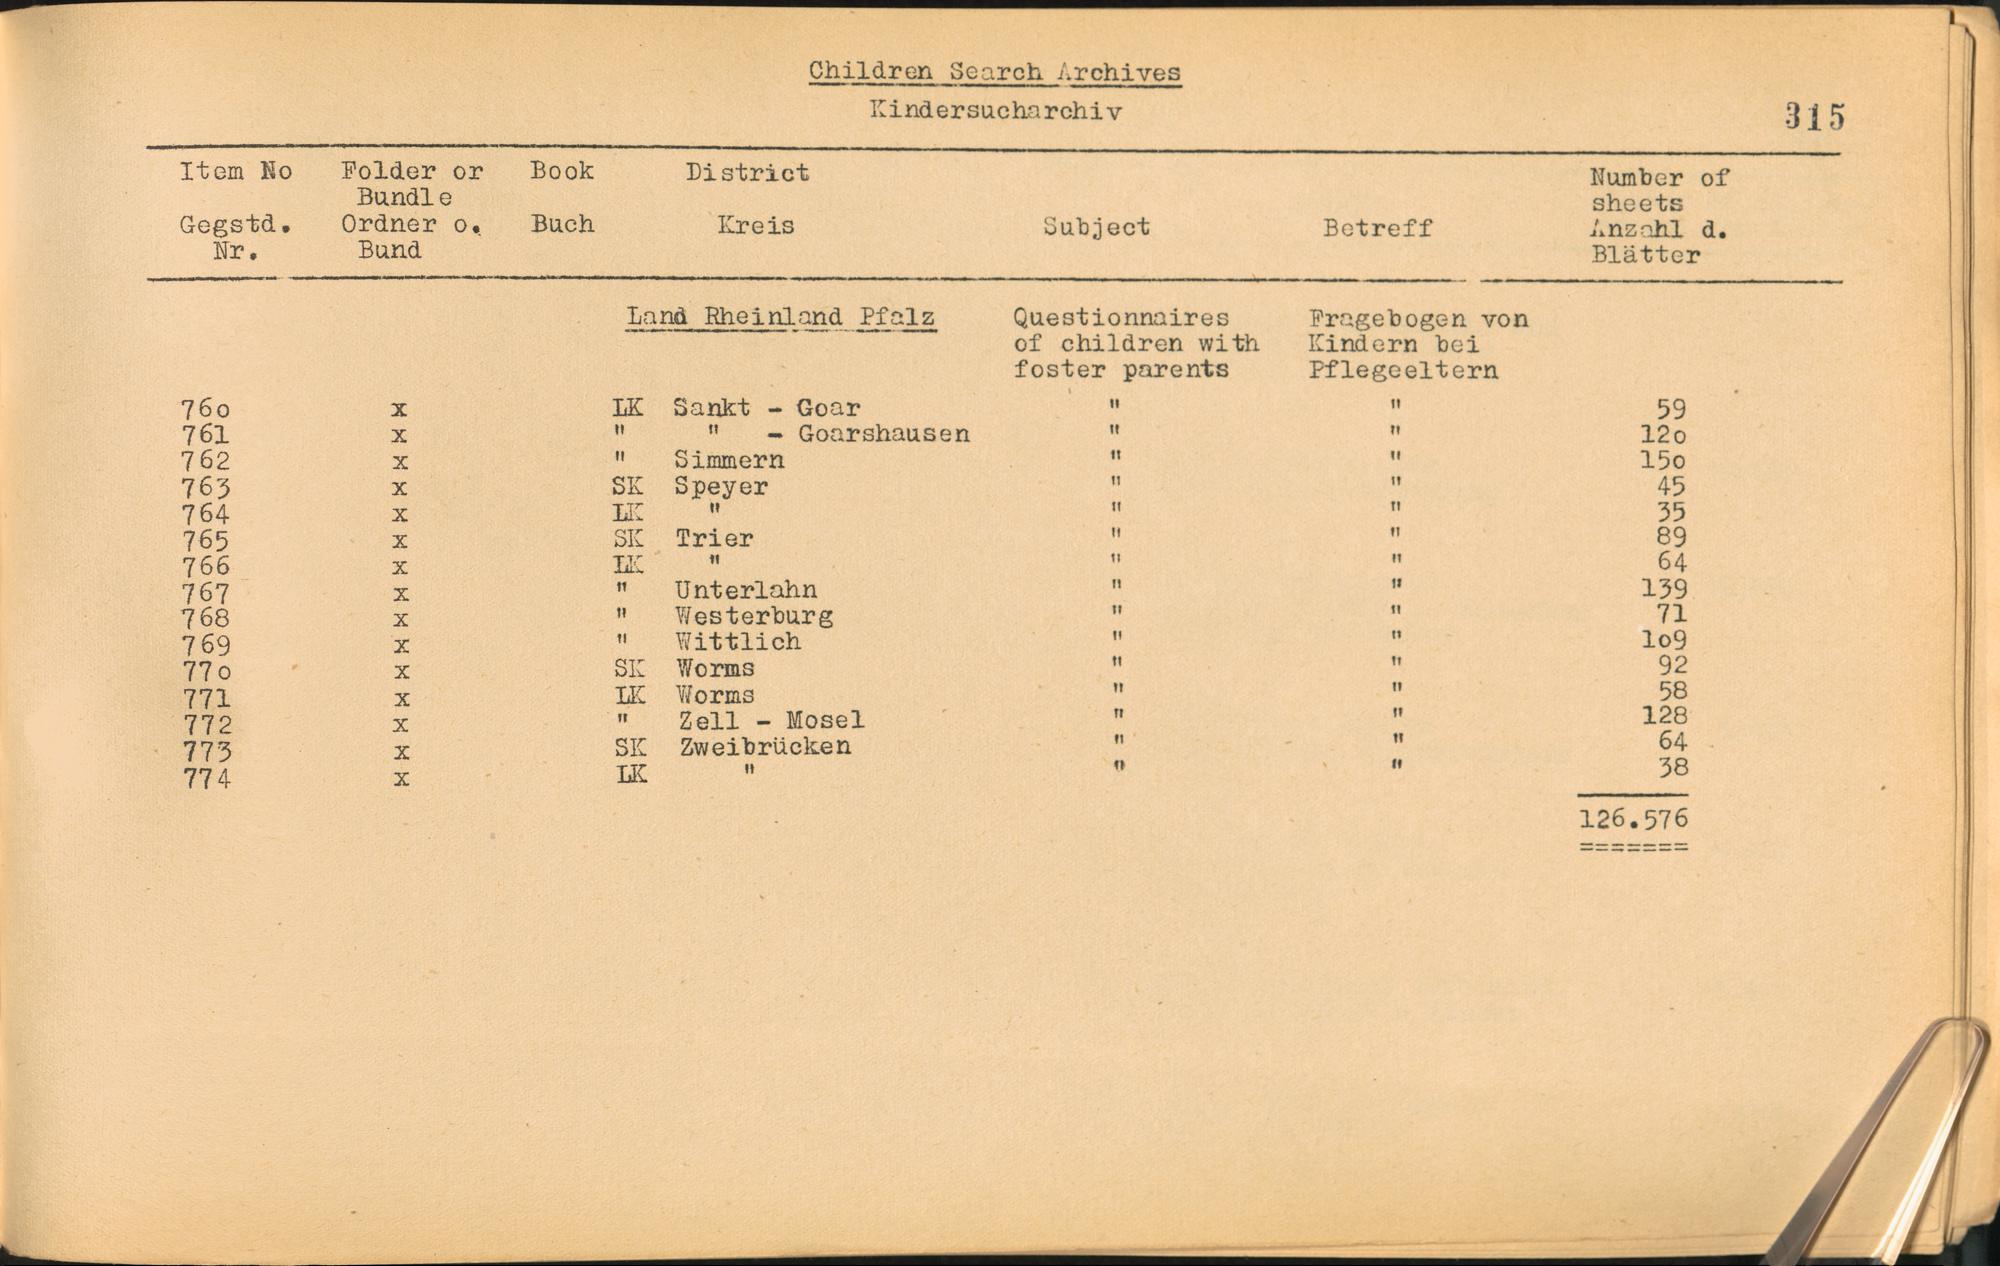 Children Search Archives
Kindersucharchiv
315
Item No Folder or Book District Number of
Bundle sheets
Gegstd. Ordner o. Buch Kreis Subject Betreff Anzahl d.
Nr. Bund Blätter
Land Rheinland Pfalz Questionnaires Fragebogen von
of children with Kindern bei
foster parents Pflegeeltern
76o x LK Sankt - Goar " " 59
761 x " " - Goarshausen " " 12o
762 x " Simmern " " 15o
763 x SK Speyer " " 45
764 x LK " " " 35
765 x SK Trier " " 89
766 x LK " " " 64
767 x " Unterlahn " " 139
768 x " Westerburg " " 71
769 x " Wittlich " " 1o9
77o x SK Worms " " 92
771 x LK Worms " " 58
772 x " Zell - Mosel " " 128
773 x SK Zweibrücken " " 64
774 x LK " " " 38
126.576
=======